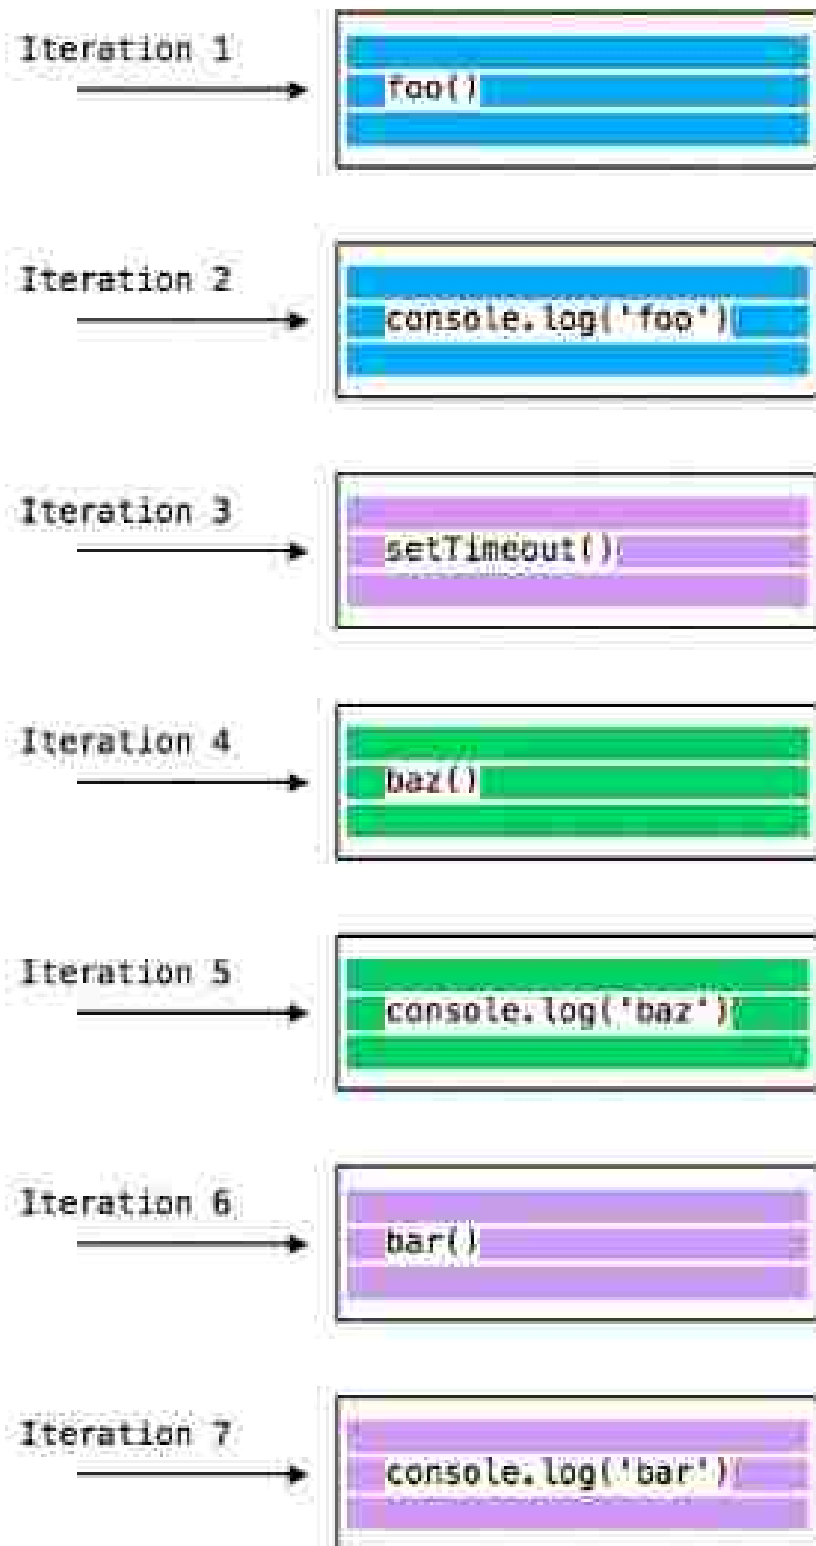 Iteration 1
foo()
Iteration 2
console.log('foo')
Iteration 3
setTimeout()
Iteration 4
baz()
Iteration 5
console.log('baz')
Iteration 6
bar()
Iteration 7
console.log('bar')